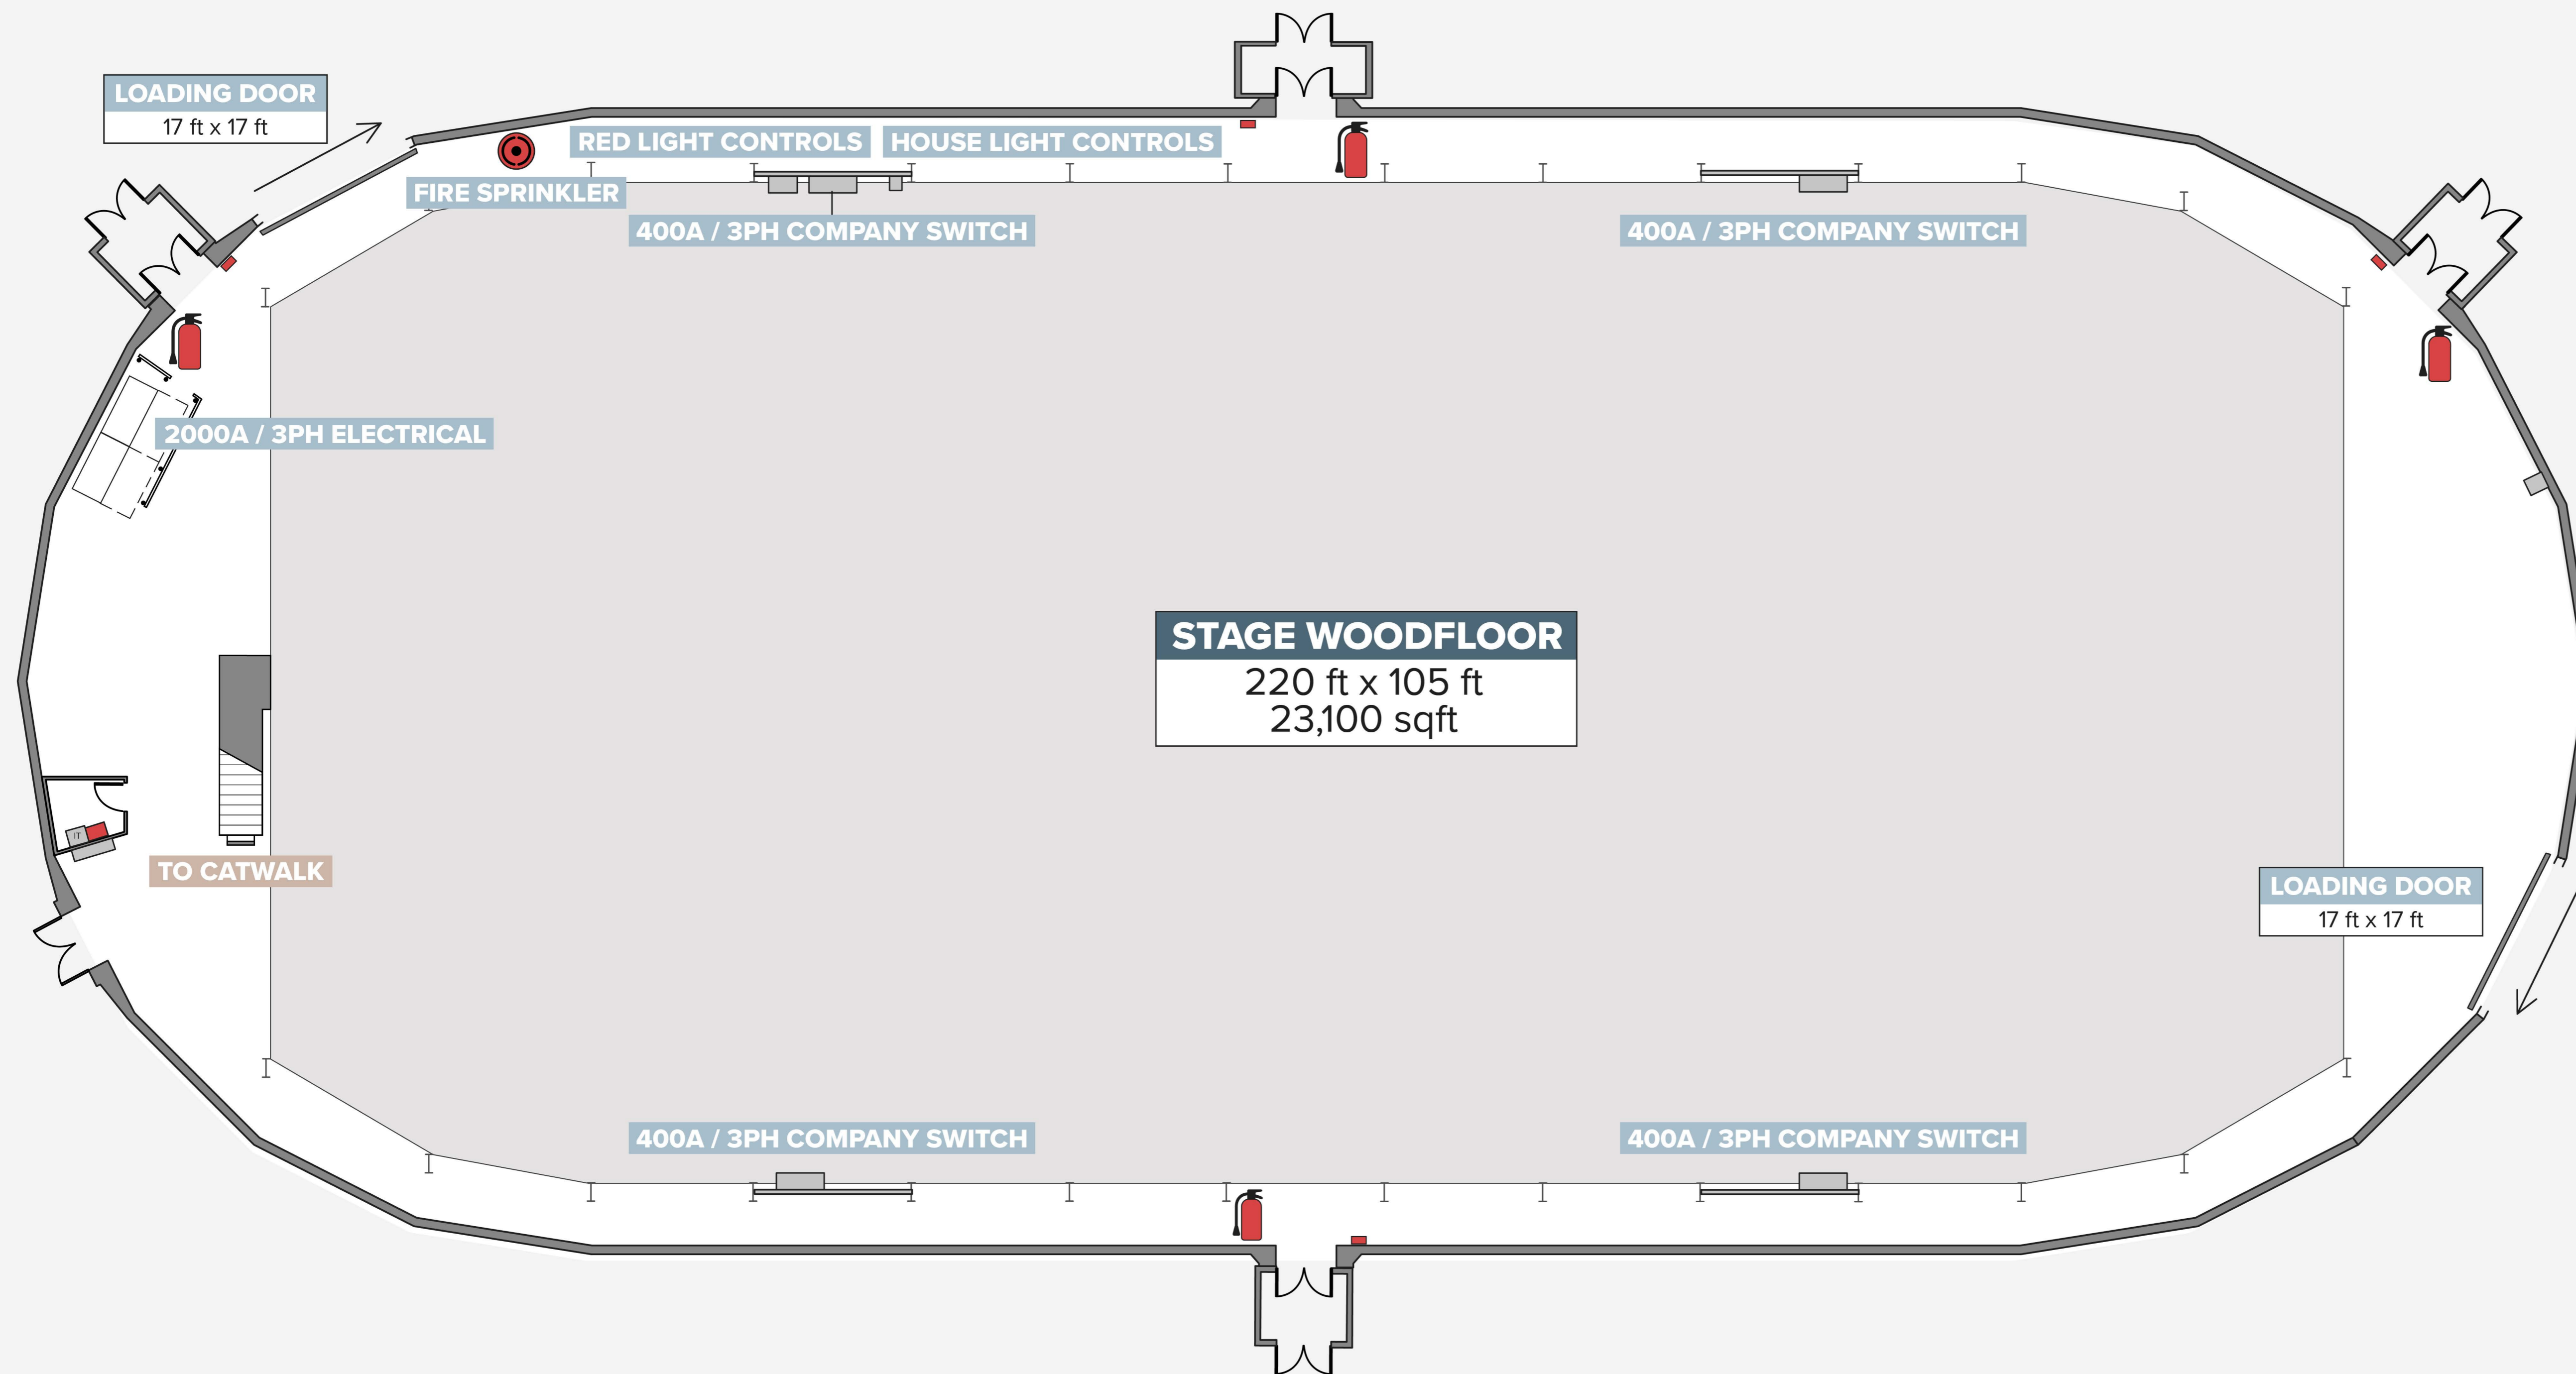 LOADING DOOR
17 ft x 17 ft
RED LIGHT CONTROLS
HOUSE LIGHT CONTROLS
FIRE SPRINKLER
400A / 3PH COMPANY SWITCH
400A / 3PH COMPANY SWITCH
2000A / 3PH ELECTRICAL
STAGE WOODFLOOR
220 ft x 105 ft
23,100 sqft
IT
TO CATWALK
LOADING DOOR
17 ft x 17 ft
400A / 3PH COMPANY SWITCH
400A / 3PH COMPANY SWITCH